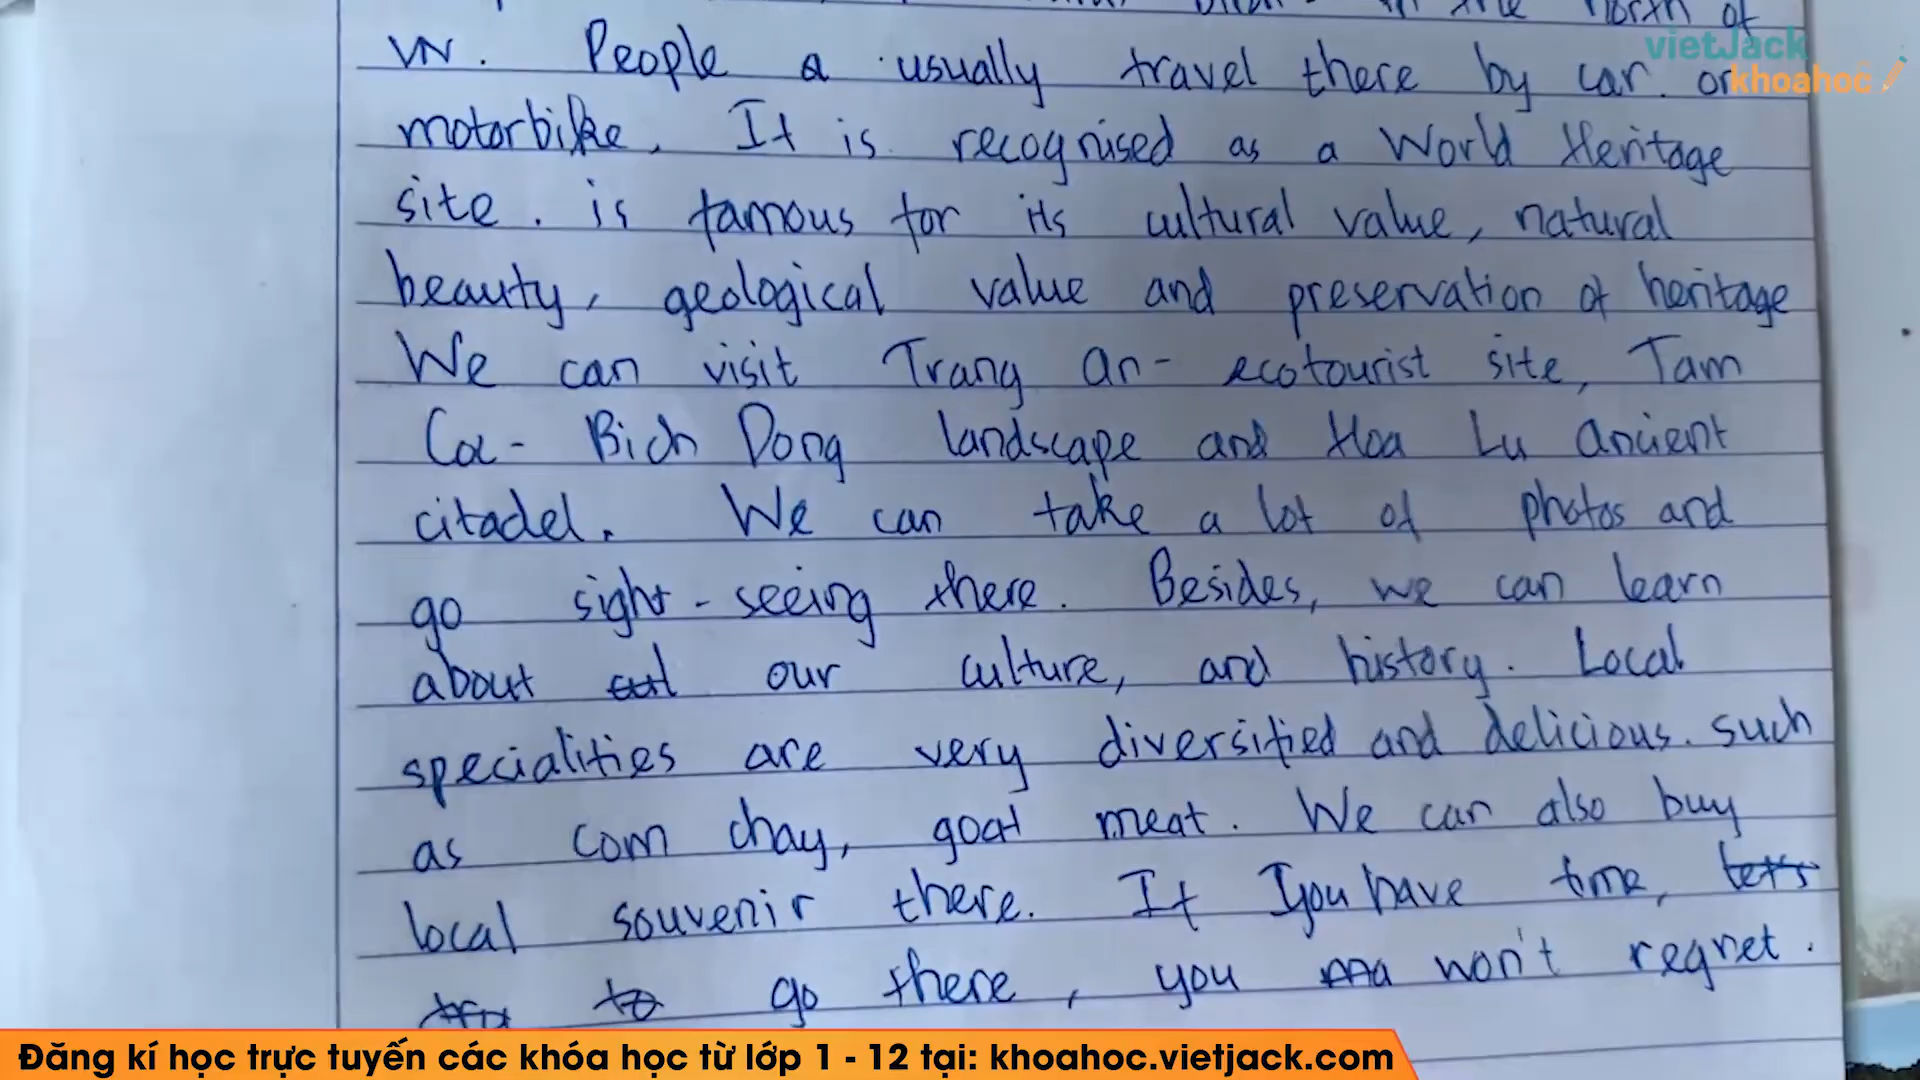 in the north of
VN. People a usually travel there by car. or
motorbike. It is recognised as a World Heritage
site. is famous for its cultural value, natural
beauty, geological value and preservation of heritage
We can visit Trang an- ecotourist site, Tam
Coc- Bich Dong landscape and Hoa Lu ancient
citadel. We can take a lot of photos and
go sight-seeing there. Besides, we can learn
about our culture, and history. Local
specialities are very diversified and delicious. such
as com chay, goat meat. We can also buy
local souvenir there. If you have time, let's
try to go there, you won't regret.
vietJack
khoahoc
Đăng kí học trực tuyến các khóa học từ lớp 1 - 12 tại: khoahoc.vietjack.com